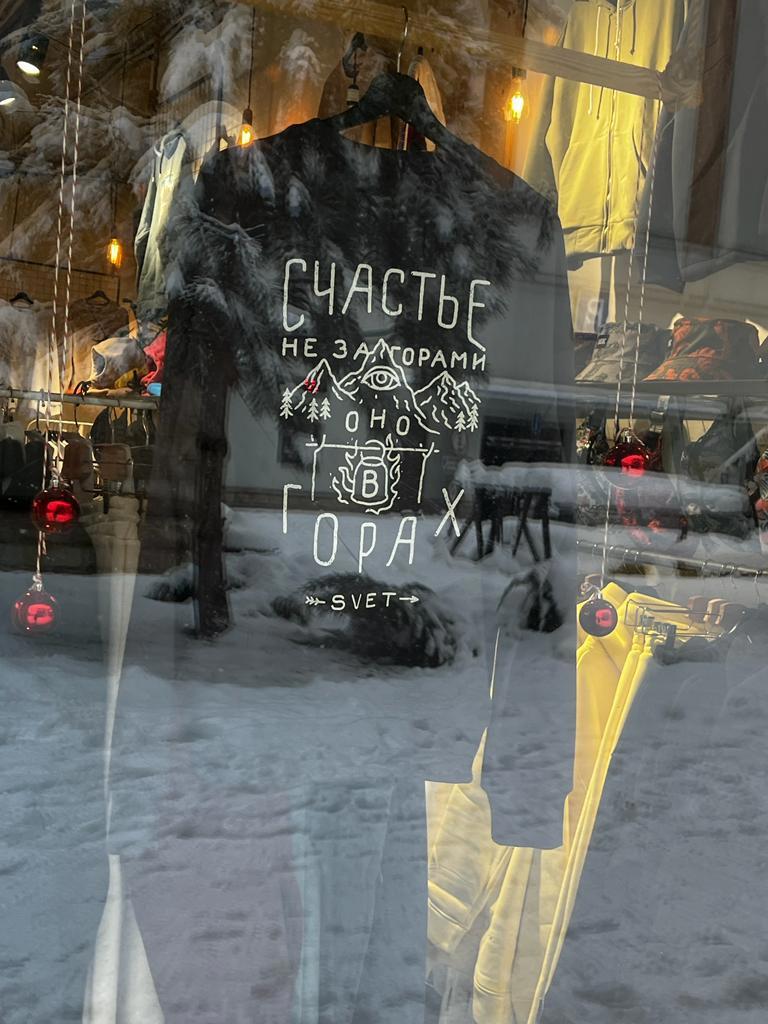 СЧАСТЬЕ
НЕ ЗА ГОРАМИ
ОНО
В
ГОРАХ
SVET